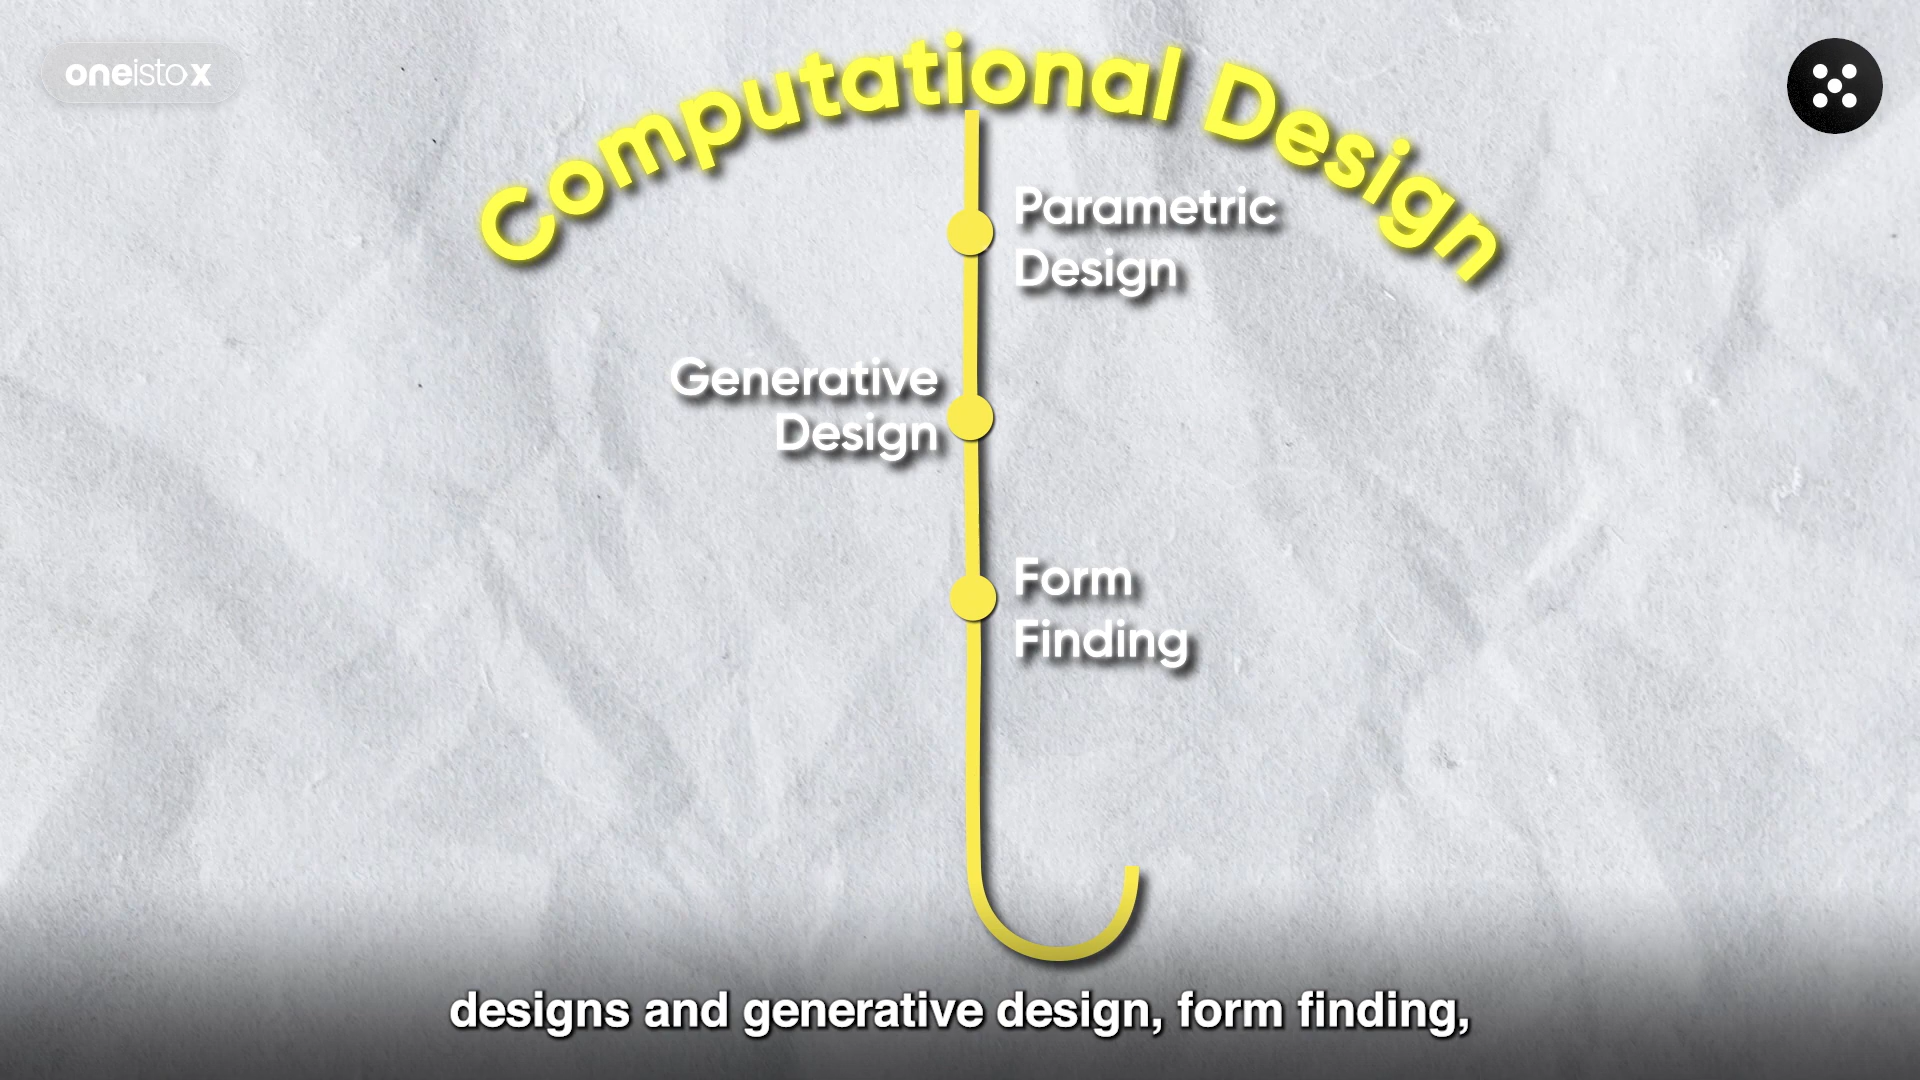 oneistox
Computational Design
Parametric
Design
Generative
Design
Form
Finding
designs and generative design, form finding,